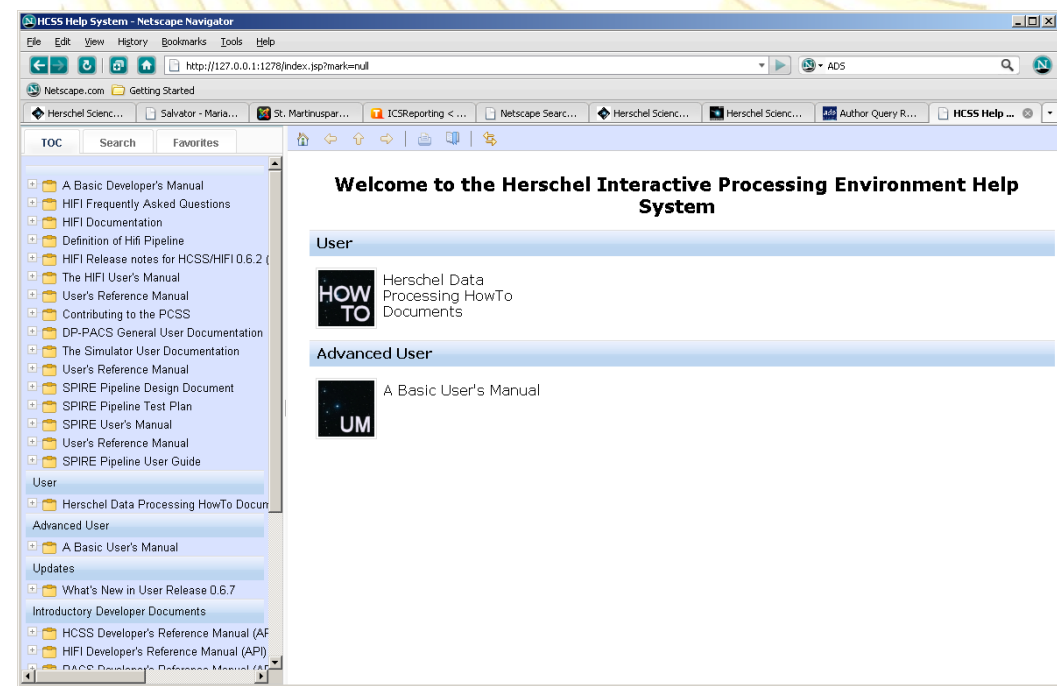 HCSS Help System - Netscape Navigator
File Edit View History Bookmarks Tools Help
http://127.0.0.1:1278/index.jsp?mark=null
ADS
Netscape.com Getting Started
Herschel Scienc... Salvator - Maria... St. Martinuspar... ICSReporting < ... Netscape Searc... Herschel Scienc... Herschel Scienc... Author Query R... HCSS Help ...
TOC Search Favorites
A Basic Developer's Manual
HIFI Frequently Asked Questions
HIFI Documentation
Definition of Hifi Pipeline
HIFI Release notes for HCSS/HIFI 0.6.2 (
The HIFI User's Manual
User's Reference Manual
Contributing to the PCSS
DP-PACS General User Documentation
The Simulator User Documentation
User's Reference Manual
SPIRE Pipeline Design Document
SPIRE Pipeline Test Plan
SPIRE User's Manual
User's Reference Manual
SPIRE Pipeline User Guide
User
Herschel Data Processing HowTo Docum
Advanced User
A Basic User's Manual
Updates
What's New in User Release 0.6.7
Introductory Developer Documents
HCSS Developer's Reference Manual (AP
HIFI Developer's Reference Manual (API)
PACS Developer's Reference Manual (AP
Welcome to the Herschel Interactive Processing Environment Help
System
User
HOW
TO
Herschel Data
Processing HowTo
Documents
Advanced User
UM
A Basic User's Manual